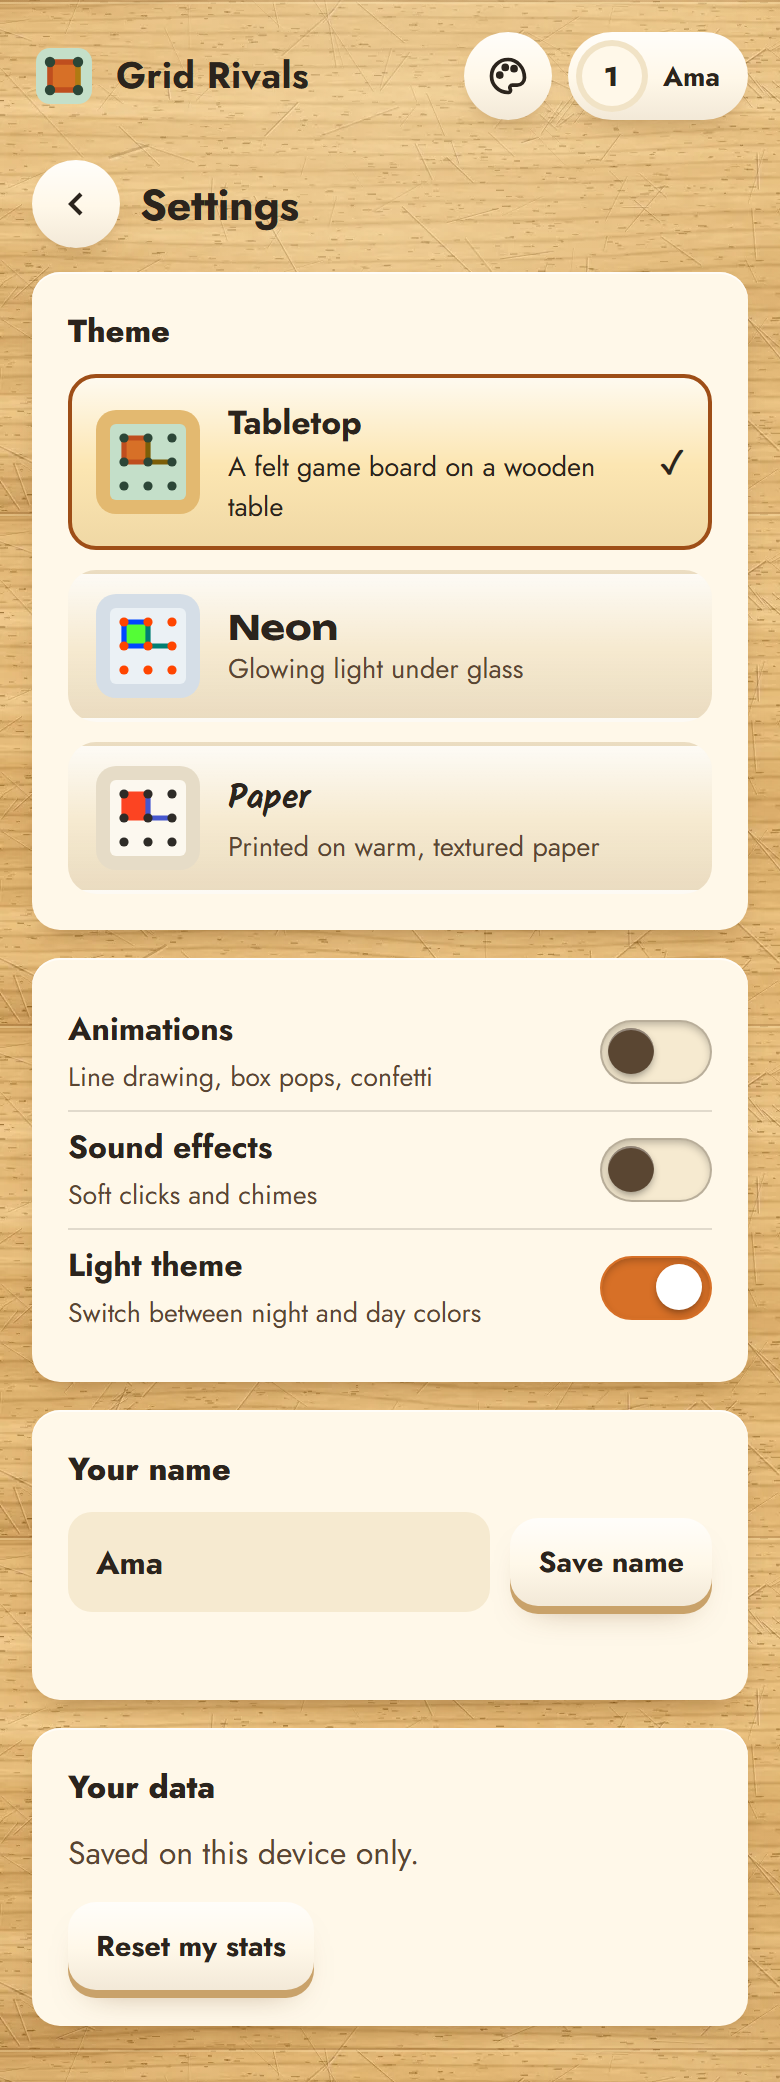 Grid Rivals
1 Ama
Settings
Theme
Tabletop
A felt game board on a wooden
table
✓
Neon
Glowing light under glass
Paper
Printed on warm, textured paper
Animations
Line drawing, box pops, confetti
Sound effects
Soft clicks and chimes
Light theme
Switch between night and day colors
Your name
Ama
Save name
Your data
Saved on this device only.
Reset my stats